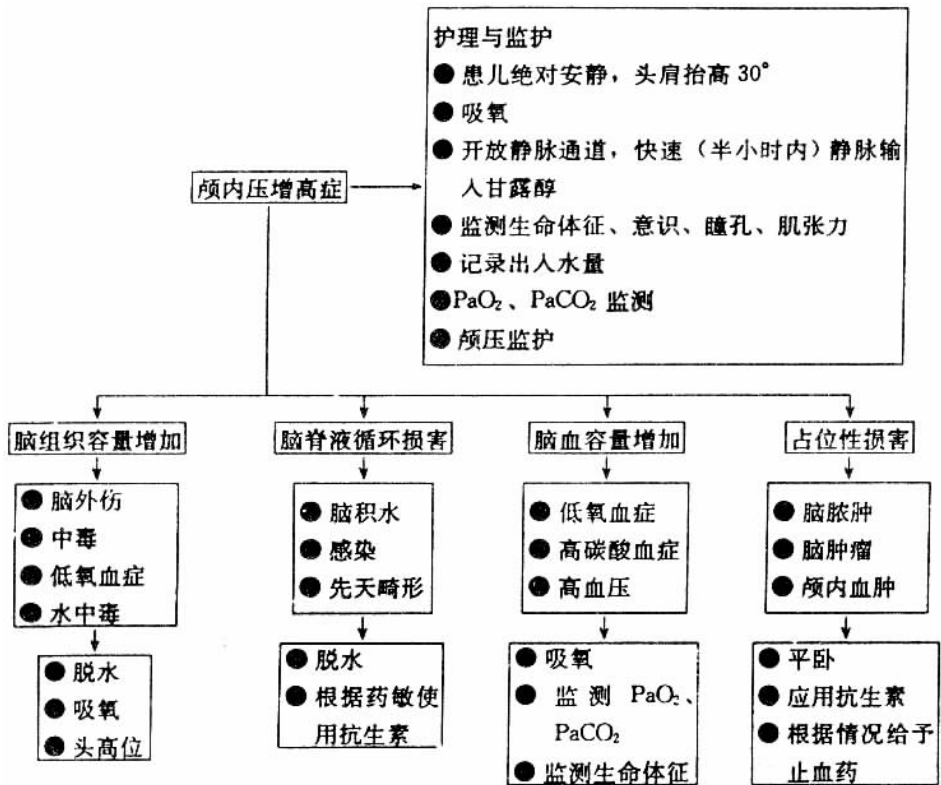 护理与监护
● 患儿绝对安静，头肩抬高 30°
● 吸氧
● 开放静脉通道，快速（半小时内）静脉输
入甘露醇
● 监测生命体征、意识、瞳孔、肌张力
● 记录出入水量
● PaO₂、PaCO₂ 监测
● 颅压监护
颅内压增高症
脑组织容量增加
● 脑外伤
● 中毒
● 低氧血症
● 水中毒
● 脱水
● 吸氧
● 头高位
脑脊液循环损害
● 脑积水
● 感染
● 先天畸形
● 脱水
● 根据药敏使
用抗生素
脑血容量增加
● 低氧血症
● 高碳酸血症
● 高血压
● 吸氧
● 监测 PaO₂、
PaCO₂
● 监测生命体征
占位性损害
● 脑脓肿
● 脑肿瘤
● 颅内血肿
● 平卧
● 应用抗生素
● 根据情况给予
止血药